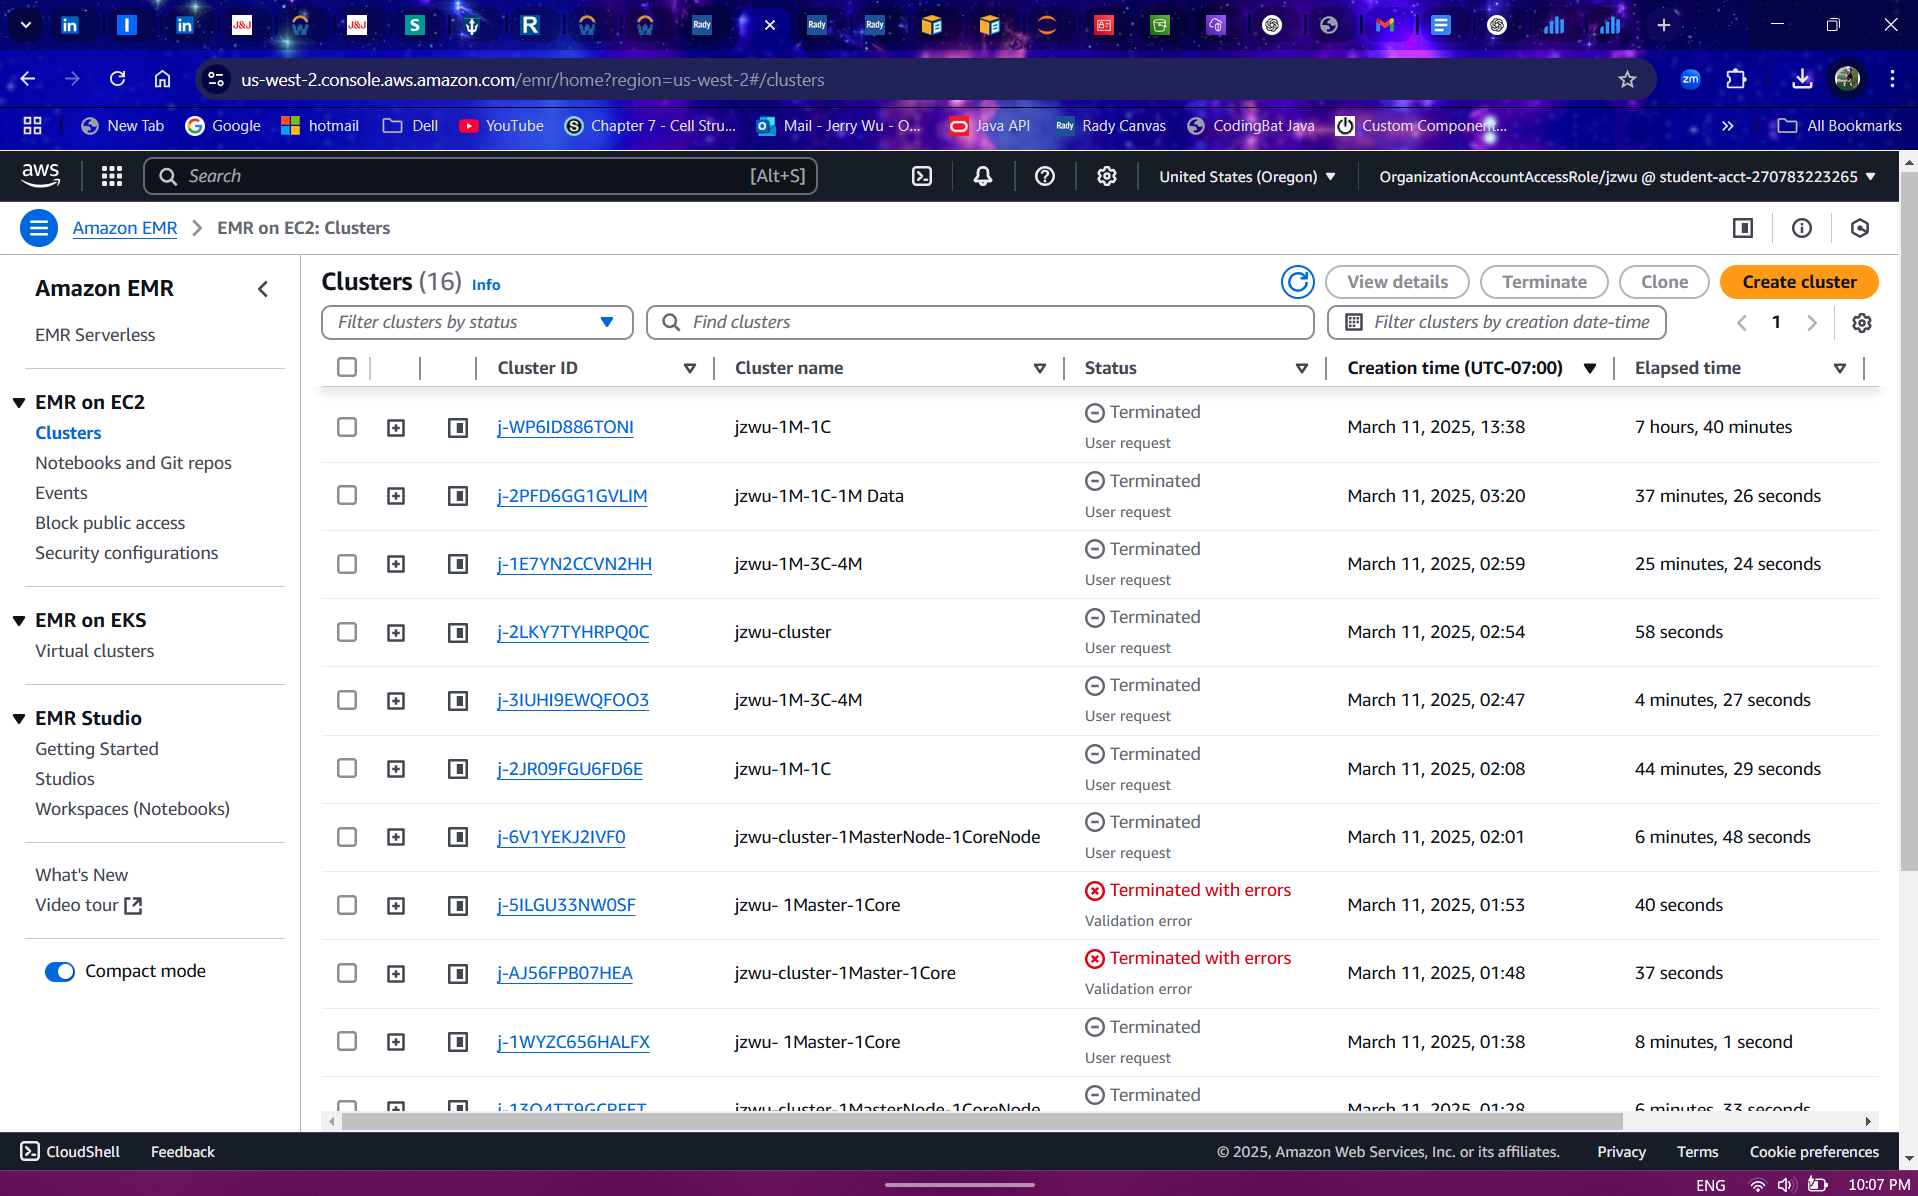 us-west-2.console.aws.amazon.com/emr/home?region=us-west-2#/clusters
New Tab
Google
hotmail
Dell
YouTube
Chapter 7 - Cell Stru...
Mail - Jerry Wu - O...
Java API
Rady Canvas
CodingBat Java
Custom Component...
All Bookmarks
aws
Search
[Alt+S]
United States (Oregon)
OrganizationAccountAccessRole/jzwu @ student-acct-270783223265
Amazon EMR
EMR on EC2: Clusters
Amazon EMR
EMR Serverless
EMR on EC2
Clusters
Notebooks and Git repos
Events
Block public access
Security configurations
EMR on EKS
Virtual clusters
EMR Studio
Getting Started
Studios
Workspaces (Notebooks)
What's New
Video tour
Compact mode
Clusters (16) Info
View details
Terminate
Clone
Create cluster
Filter clusters by status
Find clusters
Filter clusters by creation date-time
1
Cluster ID Cluster name Status Creation time (UTC-07:00) Elapsed time
j-WP6ID886TONI jzwu-1M-1C Terminated March 11, 2025, 13:38 7 hours, 40 minutes
User request
j-2PFD6GG1GVLIM jzwu-1M-1C-1M Data Terminated March 11, 2025, 03:20 37 minutes, 26 seconds
User request
j-1E7YN2CCVN2HH jzwu-1M-3C-4M Terminated March 11, 2025, 02:59 25 minutes, 24 seconds
User request
j-2LKY7TYHRPQ0C jzwu-cluster Terminated March 11, 2025, 02:54 58 seconds
User request
j-3IUHI9EWQFOO3 jzwu-1M-3C-4M Terminated March 11, 2025, 02:47 4 minutes, 27 seconds
User request
j-2JR09FGU6FD6E jzwu-1M-1C Terminated March 11, 2025, 02:08 44 minutes, 29 seconds
User request
j-6V1YEKJ2IVF0 jzwu-cluster-1MasterNode-1CoreNode Terminated March 11, 2025, 02:01 6 minutes, 48 seconds
User request
j-5ILGU33NW0SF jzwu- 1Master-1Core Terminated with errors March 11, 2025, 01:53 40 seconds
Validation error
j-AJ56FPB07HEA jzwu-cluster-1Master-1Core Terminated with errors March 11, 2025, 01:48 37 seconds
Validation error
j-1WYZC656HALFX jzwu- 1Master-1Core Terminated March 11, 2025, 01:38 8 minutes, 1 second
User request
jzwu-cluster-1MasterNode-1CoreNode Terminated March 11, 2025, 01:28 6 minutes, 33 seconds
CloudShell
Feedback
© 2025, Amazon Web Services, Inc. or its affiliates.
Privacy
Terms
Cookie preferences
ENG
10:07 PM